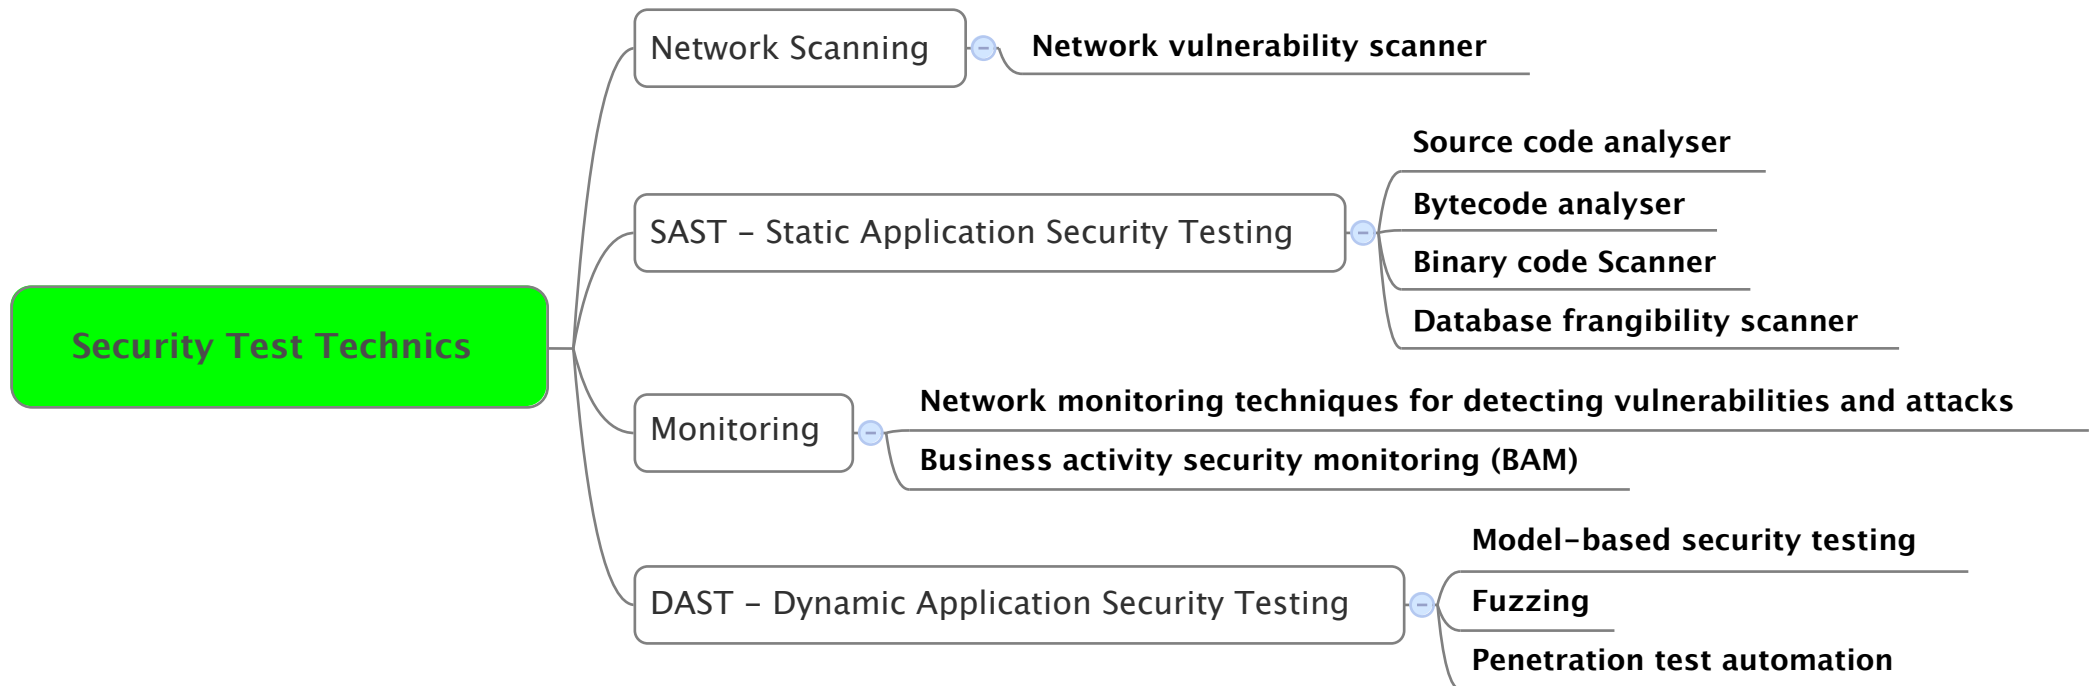 Network Scanning
Network vulnerability scanner
SAST – Static Application Security Testing
Source code analyser
Bytecode analyser
Binary code Scanner
Database frangibility scanner
Security Test Technics
Monitoring
Network monitoring techniques for detecting vulnerabilities and attacks
Business activity security monitoring (BAM)
DAST – Dynamic Application Security Testing
Model-based security testing
Fuzzing
Penetration test automation